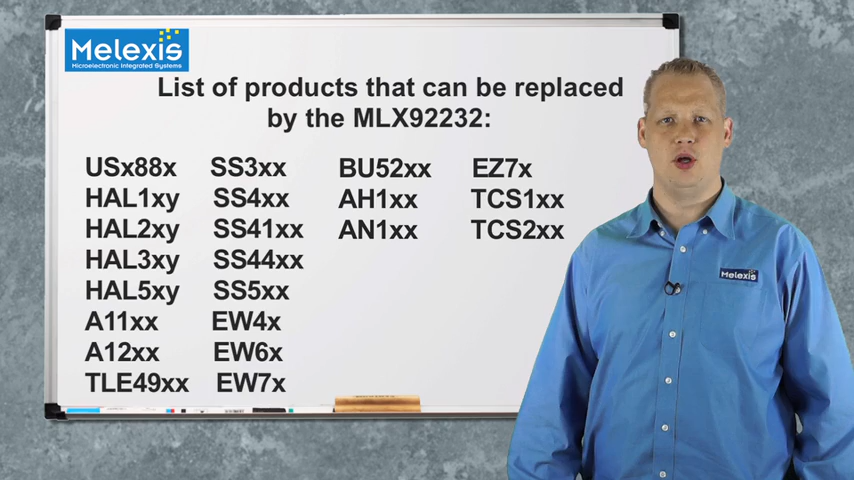 Melexis
Microelectronic Integrated Systems
List of products that can be replaced
by the MLX92232:
USx88x SS3xx BU52xx EZ7x
HAL1xy SS4xx AH1xx TCS1xx
HAL2xy SS41xx AN1xx TCS2xx
HAL3xy SS44xx
HAL5xy SS5xx
A11xx EW4x
A12xx EW6x
TLE49xx EW7x
Melexis